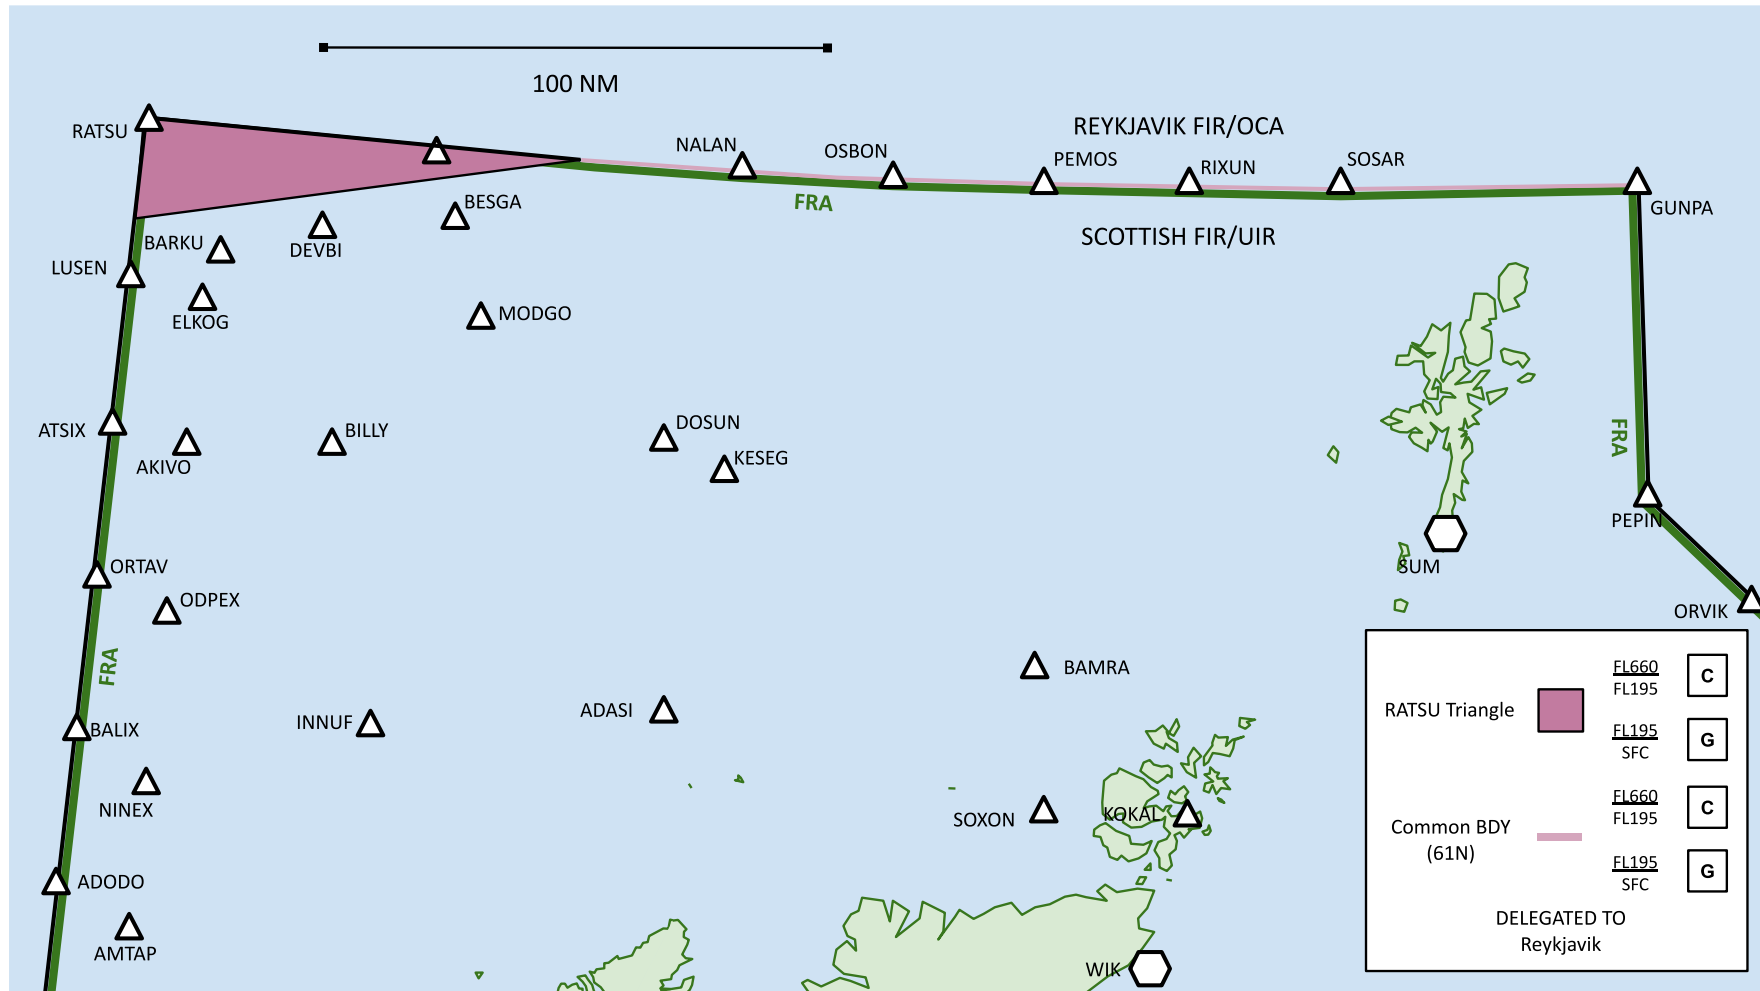 100 NM
RATSU
REYKJAVIK FIR/OCA
NALAN
OSBON
PEMOS
RIXUN
SOSAR
BESGA
FRA
GUNPA
BARKU
DEVBI
SCOTTISH FIR/UIR
LUSEN
ELKOG
MODGO
ATSIX
BILLY
DOSUN
FRA
AKIVO
KESEG
PEPIN
ORTAV
SUM
ODPEX
ORVIK
FRA
BAMRA
INNUF
ADASI
BALIX
NINEX
SOXON
KOKAL
ADODO
AMTAP
WIK
RATSU Triangle
FL660
FL195
C
FL195
SFC
G
Common BDY
(61N)
FL660
FL195
C
FL195
SFC
G
DELEGATED TO
Reykjavik